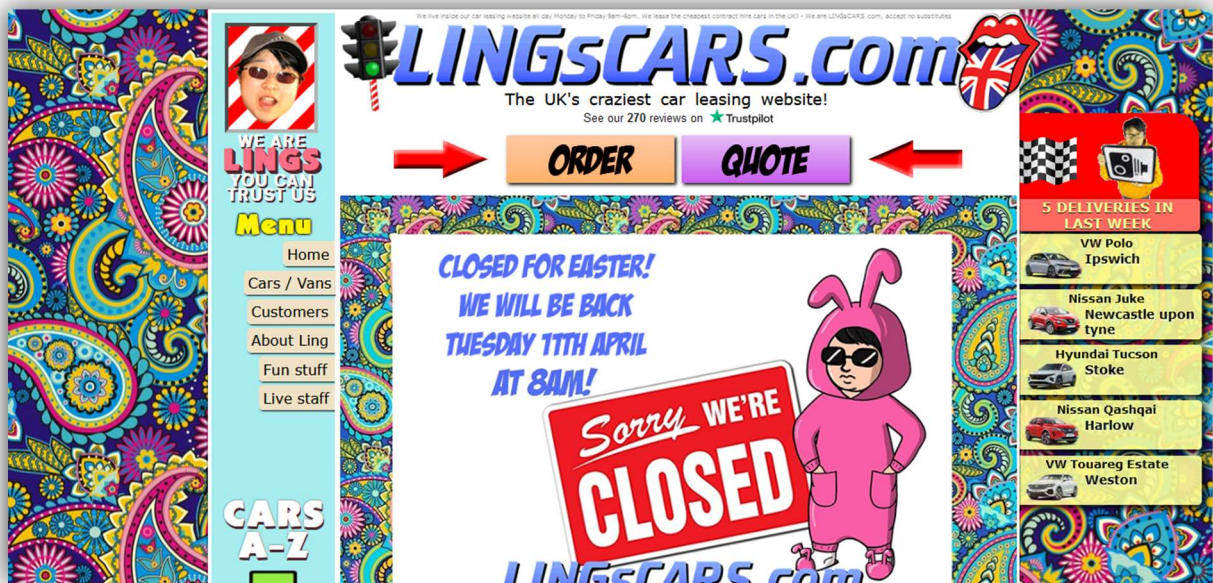 We live inside our car leasing website all day Monday to Friday 9am-6pm. We lease the cheapest contract hire cars in the UK! - We are LINGsCARS.com, accept no substitutes
LINGsCARS.com
The UK's craziest car leasing website!
See our 270 reviews on Trustpilot
ORDER
QUOTE
WE ARE
LINGS
YOU CAN
TRUST US
Menu
Home
Cars / Vans
Customers
About Ling
Fun stuff
Live staff
CARS
A-Z
CLOSED FOR EASTER!
WE WILL BE BACK
TUESDAY 11TH APRIL
AT 8AM!
Sorry WE'RE
CLOSED
LINGsCARS.com
5 DELIVERIES IN
LAST WEEK
VW Polo
Ipswich
Nissan Juke
Newcastle upon
tyne
Hyundai Tucson
Stoke
Nissan Qashqai
Harlow
VW Touareg Estate
Weston